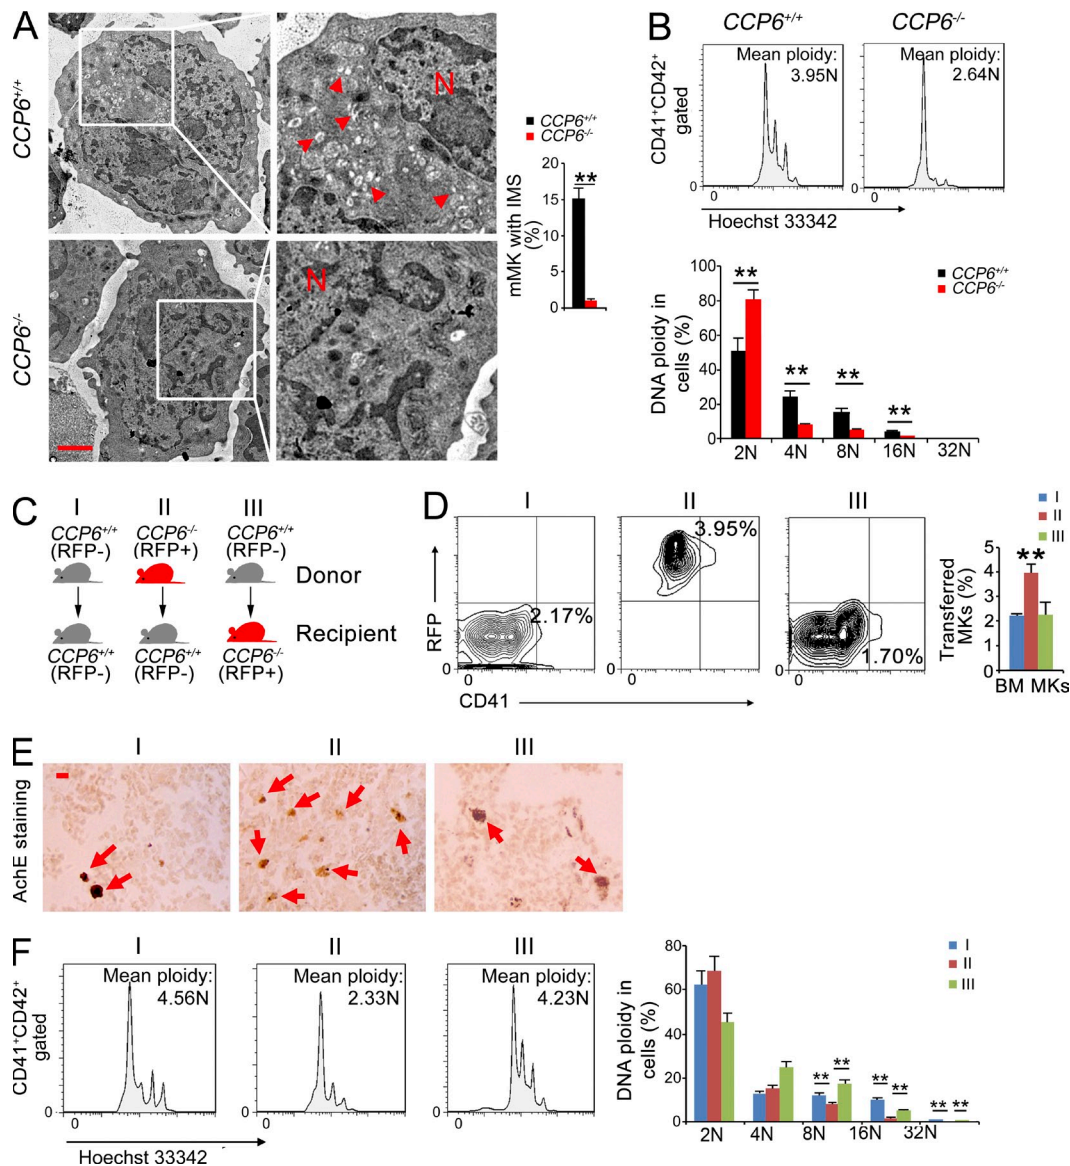 A
CCP6+/+
N
CCP6-/-
N
CCP6+/+
CCP6-/-
mMK with IMS
(%)
20
15
10
5
0
**
B
CCP6+/+
CCP6-/-
CD41+CD42+
gated
Mean ploidy:
3.95N
Mean ploidy:
2.64N
0
0
Hoechst 33342
DNA ploidy in
cells (%)
100
80
60
40
20
0
**
**
**
**
CCP6+/+
CCP6-/-
2N 4N 8N 16N 32N
C
I II III
CCP6+/+ CCP6-/- CCP6+/+
(RFP-) (RFP+) (RFP-)
Donor
Recipient
CCP6+/+ CCP6+/+ CCP6-/-
(RFP-) (RFP-) (RFP+)
D
I II III
RFP
2.17%
3.95%
1.70%
0 0 0
CD41
I
II
III
Transferred
MKs (%)
5
4
3
2
1
0
**
BM MKs
E
I II III
AchE staining
F
I II III
CD41+CD42+
gated
Mean ploidy:
4.56N
Mean ploidy:
2.33N
Mean ploidy:
4.23N
0 0 0
Hoechst 33342
DNA ploidy in
cells (%)
80
60
40
20
0
I
II
III
** ** ** ** ** **
2N 4N 8N 16N 32N